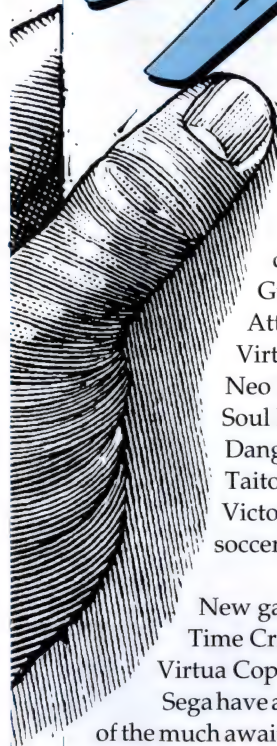 G
Att
Virt
Neo
Soul
Dang
Taito
Victo
soccer
New ga
Time Cr
Virtua Cop
Sega have a
of the much awai